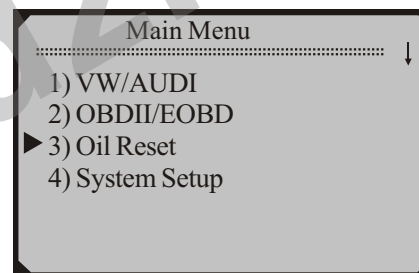 Main Menu
1) VW/AUDI
2) OBDII/EOBD
3) Oil Reset
4) System Setup